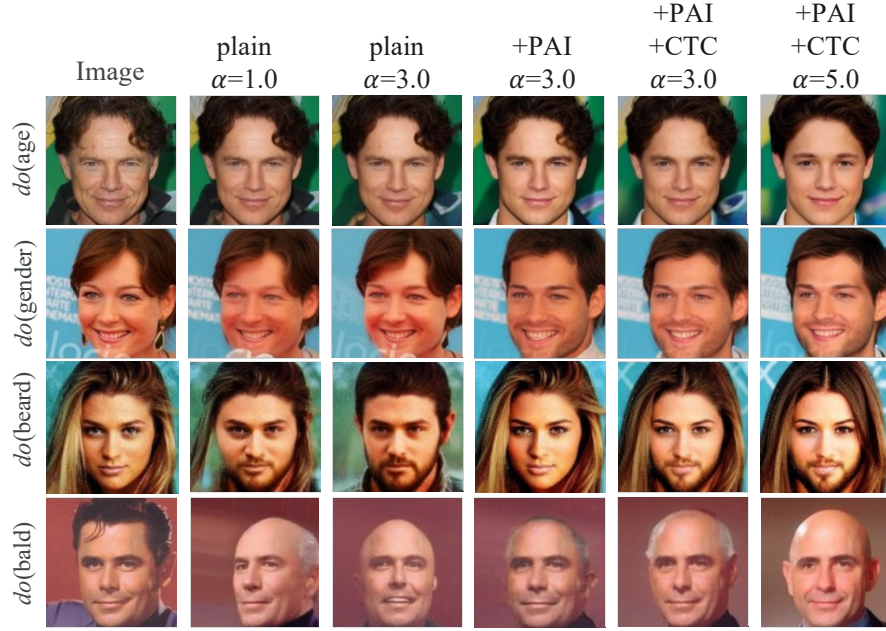 Image
plain
α=1.0
plain
α=3.0
+PAI
α=3.0
+PAI
+CTC
α=3.0
+PAI
+CTC
α=5.0
do(age)
do(gender)
do(beard)
do(bald)